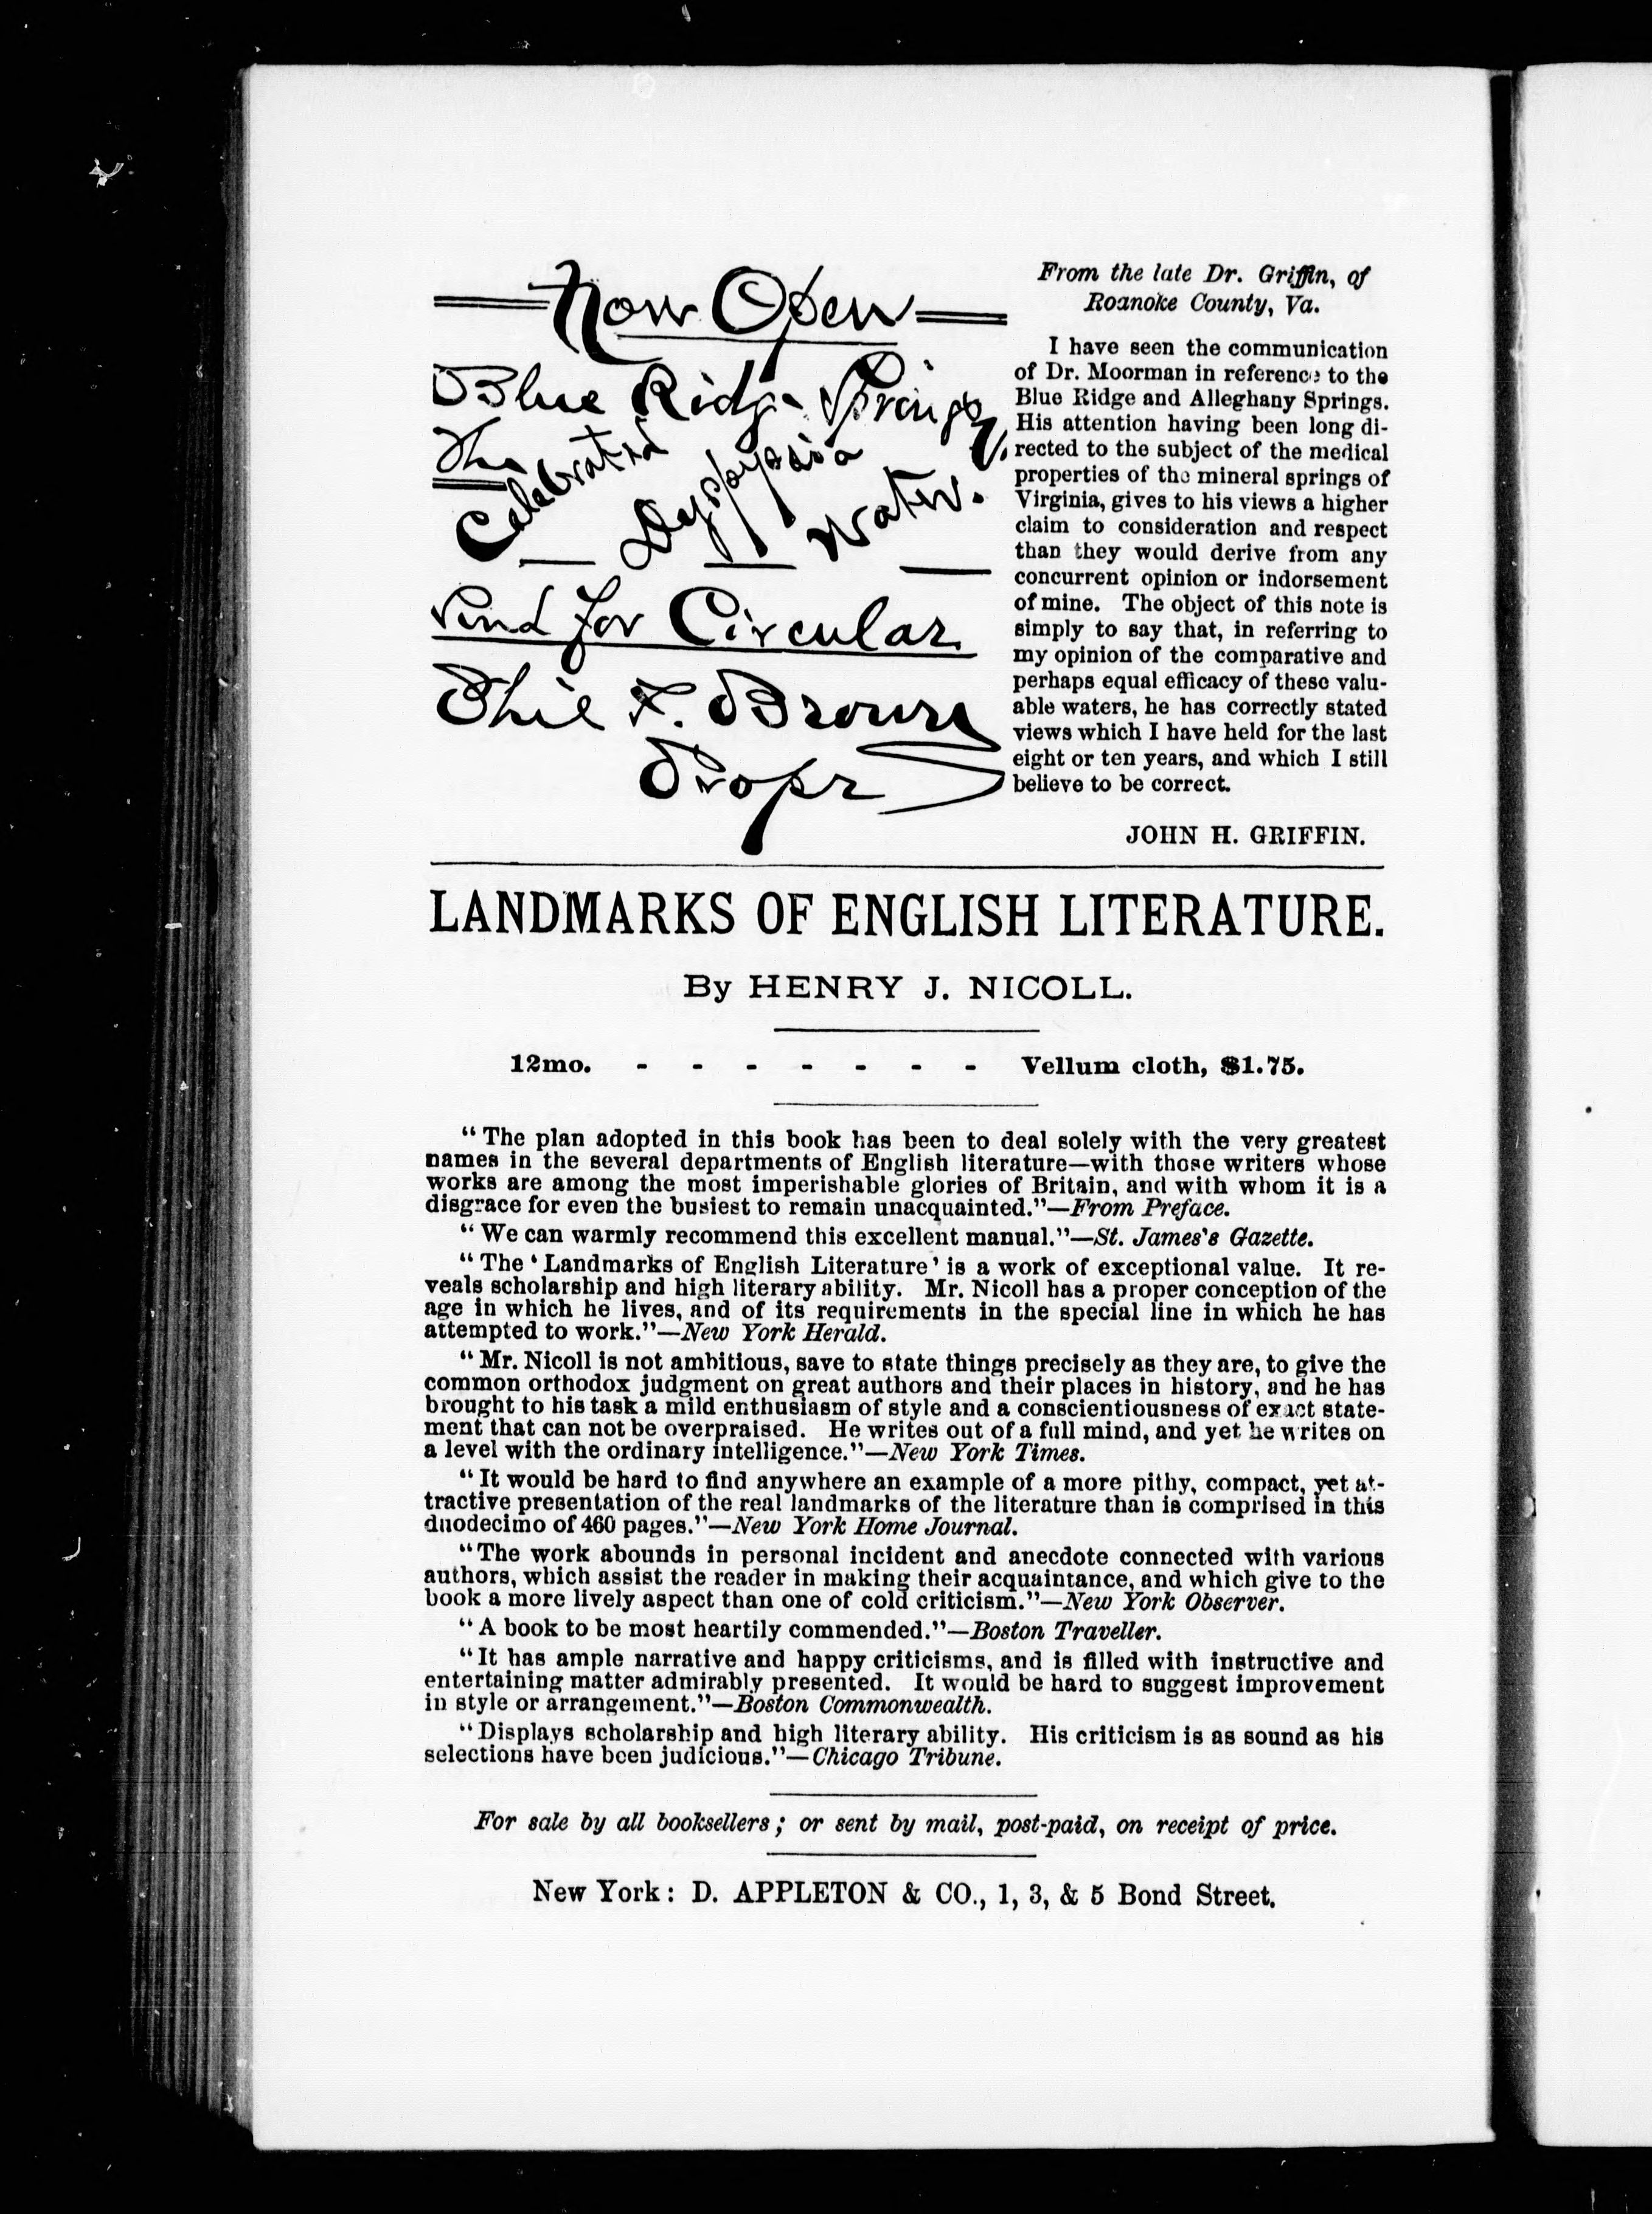 Now Open
Blue Ridge Springs
Va.
The
Celebrated
Dyspepsia
Water.
Send for Circular
Phil F. Brown
Propr
From the late Dr. Griffin, of
Roanoke County, Va.
I have seen the communication
of Dr. Moorman in reference to the
Blue Ridge and Alleghany Springs.
His attention having been long di-
rected to the subject of the medical
properties of the mineral springs of
Virginia, gives to his views a higher
claim to consideration and respect
than they would derive from any
concurrent opinion or indorsement
of mine. The object of this note is
simply to say that, in referring to
my opinion of the comparative and
perhaps equal efficacy of these valu-
able waters, he has correctly stated
views which I have held for the last
eight or ten years, and which I still
believe to be correct.
JOHN H. GRIFFIN.
LANDMARKS OF ENGLISH LITERATURE.
By HENRY J. NICOLL.
12mo. - - - - - - - Vellum cloth, $1.75.
“The plan adopted in this book has been to deal solely with the very greatest
names in the several departments of English literature—with those writers whose
works are among the most imperishable glories of Britain, and with whom it is a
disgrace for even the busiest to remain unacquainted.”—From Preface.
“We can warmly recommend this excellent manual.”—St. James's Gazette.
“The ‘Landmarks of English Literature’ is a work of exceptional value. It re-
veals scholarship and high literary ability. Mr. Nicoll has a proper conception of the
age in which he lives, and of its requirements in the special line in which he has
attempted to work.”—New York Herald.
“Mr. Nicoll is not ambitious, save to state things precisely as they are, to give the
common orthodox judgment on great authors and their places in history, and he has
brought to his task a mild enthusiasm of style and a conscientiousness of exact state-
ment that can not be overpraised. He writes out of a full mind, and yet he writes on
a level with the ordinary intelligence.”—New York Times.
“It would be hard to find anywhere an example of a more pithy, compact, yet at-
tractive presentation of the real landmarks of the literature than is comprised in this
duodecimo of 460 pages.”—New York Home Journal.
“The work abounds in personal incident and anecdote connected with various
authors, which assist the reader in making their acquaintance, and which give to the
book a more lively aspect than one of cold criticism.”—New York Observer.
“A book to be most heartily commended.”—Boston Traveller.
“It has ample narrative and happy criticisms, and is filled with instructive and
entertaining matter admirably presented. It would be hard to suggest improvement
in style or arrangement.”—Boston Commonwealth.
“Displays scholarship and high literary ability. His criticism is as sound as his
selections have been judicious.”—Chicago Tribune.
For sale by all booksellers; or sent by mail, post-paid, on receipt of price.
New York: D. APPLETON & CO., 1, 3, & 5 Bond Street.